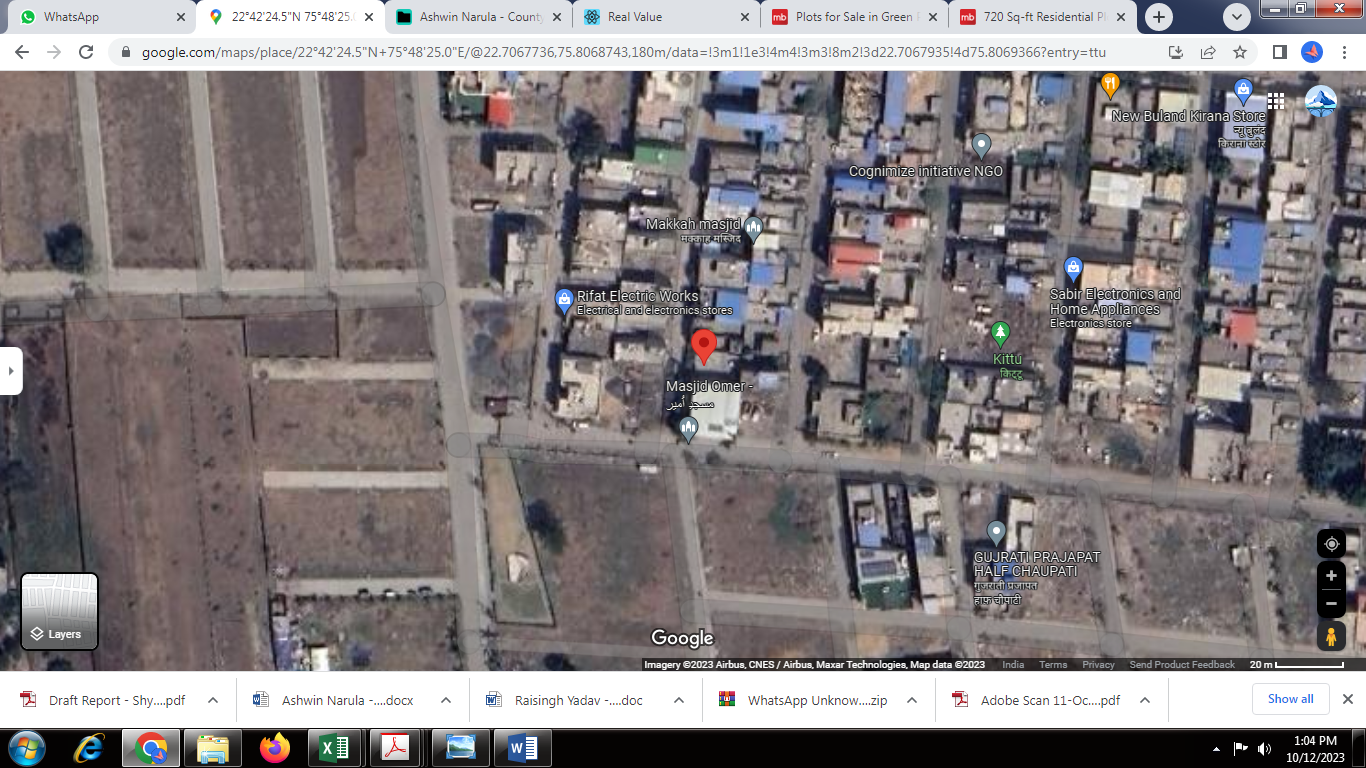 WhatsApp
22°42'24.5"N 75°48'25.0
Ashwin Narula - County
Real Value
Plots for Sale in Green P
720 Sq-ft Residential Pl
google.com/maps/place/22°42'24.5"N+75°48'25.0"E/@22.7067736,75.8068743,180m/data=!3m1!1e3!4m4!3m3!8m2!3d22.7067935!4d75.8069366?entry=ttu
New Buland Kirana Store
न्यू बुलंद
किराना स्टोर
Cognimize initiative NGO
Makkah masjid
मक्काह मस्जिद
Rifat Electric Works
Electrical and electronics stores
Sabir Electronics and
Home Appliances
Electronics store
Kittu
किट्टू
Masjid Omer -
مسجد اُمیر
GUJRATI PRAJAPAT
HALF CHAUPATI
गुजराती प्रजापत
हाफ चौपाटी
Layers
Google
Imagery ©2023 Airbus, CNES / Airbus, Maxar Technologies, Map data ©2023
India
Terms
Privacy
Send Product Feedback
20 m
Draft Report - Shy....pdf
Ashwin Narula -....docx
Raisingh Yadav -....doc
WhatsApp Unknow....zip
Adobe Scan 11-Oc....pdf
Show all
1:04 PM
10/12/2023